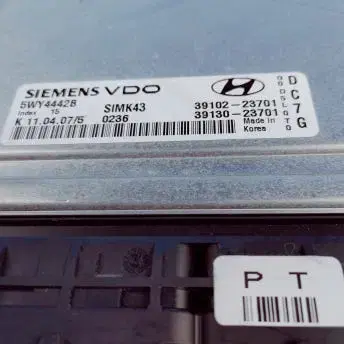 SIEMENS VDO
5WY4442B
Index 15 SIMK43 39102-23701
K 11.04.07/5 0236 39130-23701
Made in
Korea
D
C
7
G
P T